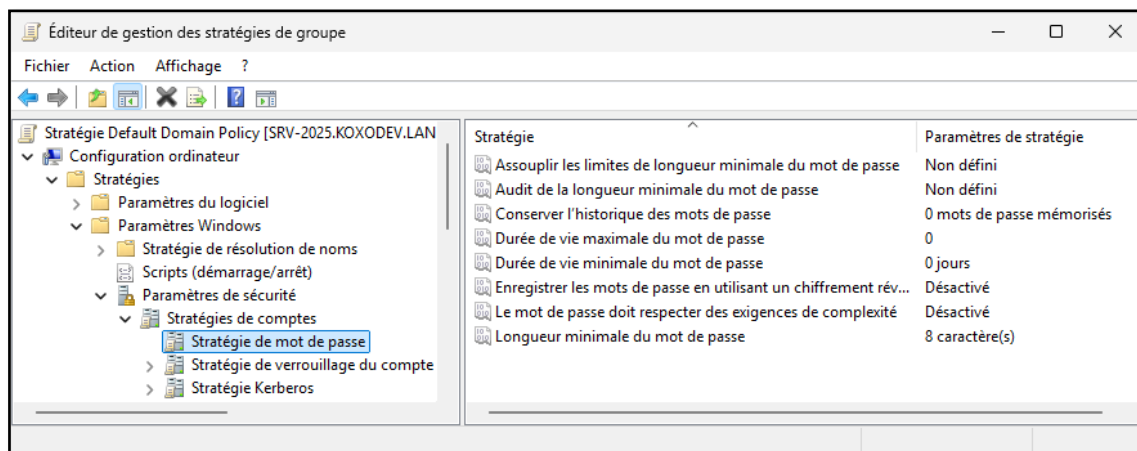 Éditeur de gestion des stratégies de groupe
Fichier Action Affichage ?
Stratégie Default Domain Policy [SRV-2025.KOXODEV.LAN
Configuration ordinateur
Stratégies
Paramètres du logiciel
Paramètres Windows
Stratégie de résolution de noms
Scripts (démarrage/arrêt)
Paramètres de sécurité
Stratégies de comptes
Stratégie de mot de passe
Stratégie de verrouillage du compte
Stratégie Kerberos
Stratégie Paramètres de stratégie
Assouplir les limites de longueur minimale du mot de passe Non défini
Audit de la longueur minimale du mot de passe Non défini
Conserver l'historique des mots de passe 0 mots de passe mémorisés
Durée de vie maximale du mot de passe 0
Durée de vie minimale du mot de passe 0 jours
Enregistrer les mots de passe en utilisant un chiffrement rév... Désactivé
Le mot de passe doit respecter des exigences de complexité Désactivé
Longueur minimale du mot de passe 8 caractère(s)